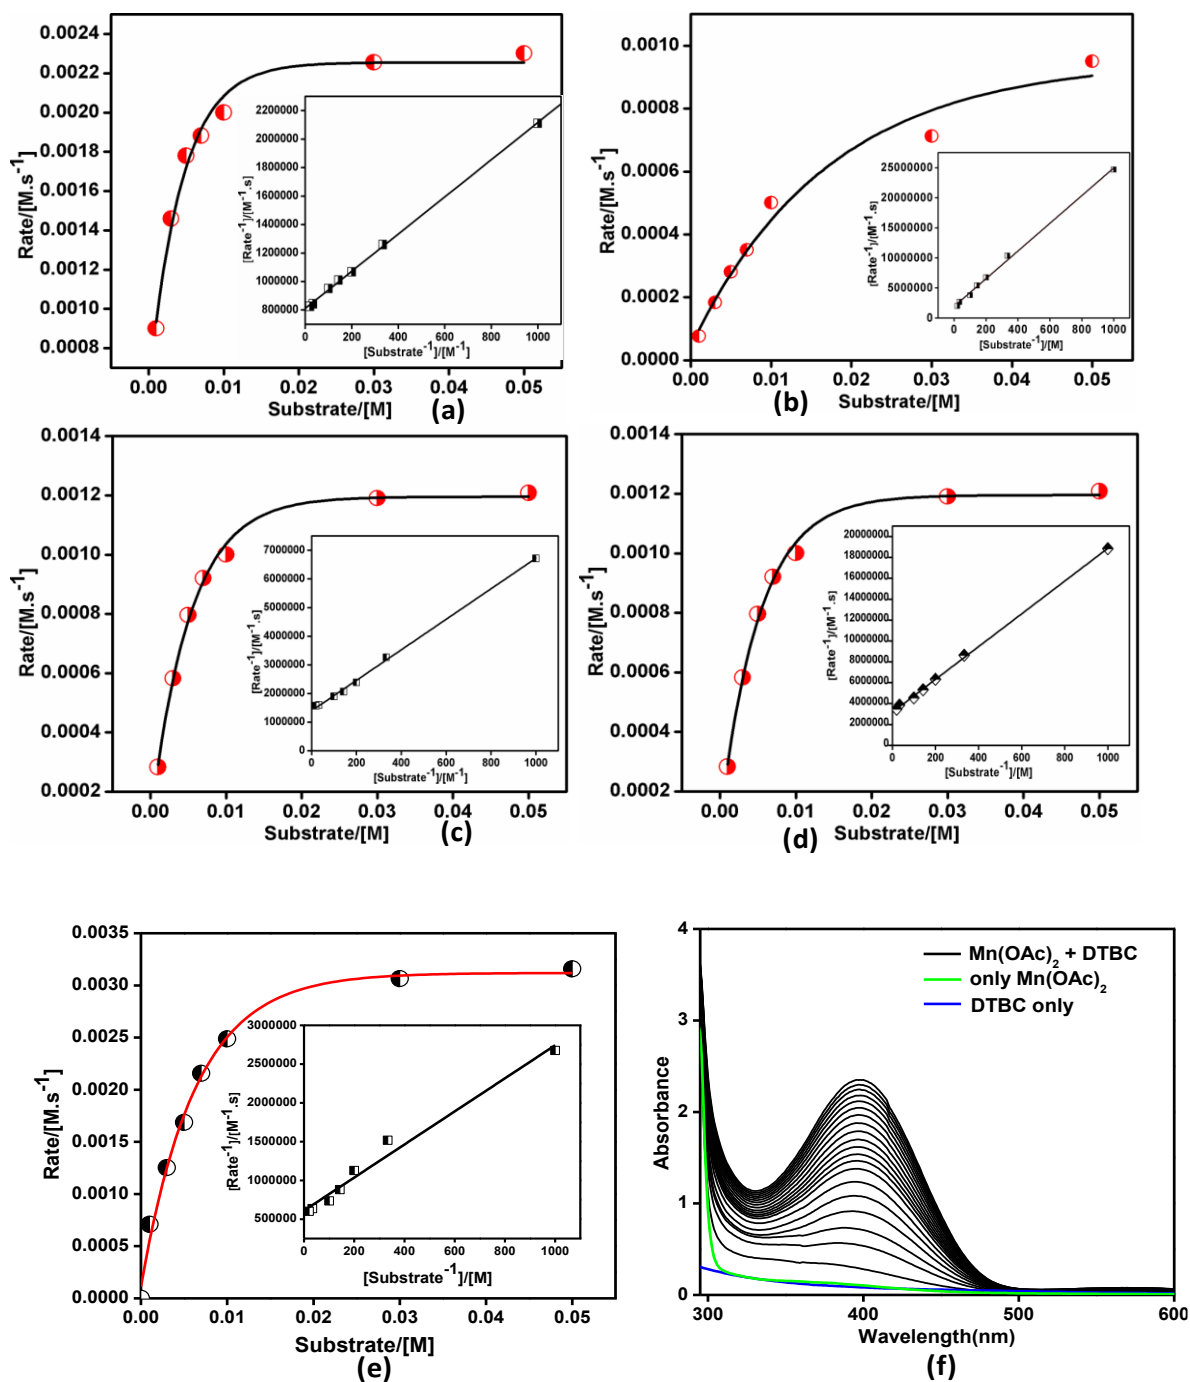 0.0024
0.0022
0.0020
0.0018
0.0016
0.0014
0.0012
0.0010
0.0008
Rate/[M.s⁻¹]
0.00 0.01 0.02 0.03 0.04 0.05
Substrate/[M]
(a)
2200000
2000000
1800000
1600000
1400000
1200000
1000000
800000
[Rate⁻¹]/[M⁻¹.s]
0 200 400 600 800 1000
[Substrate⁻¹]/[M⁻¹]
0.0010
0.0008
0.0006
0.0004
0.0002
0.0000
Rate/[M.s⁻¹]
0.00 0.01 0.02 0.03 0.04 0.05
Substrate/[M]
(b)
25000000
20000000
15000000
10000000
5000000
0
[Rate⁻¹]/[M⁻¹.s]
0 200 400 600 800 1000
[Substrate⁻¹]/[M]
0.0014
0.0012
0.0010
0.0008
0.0006
0.0004
0.0002
Rate/[M.s⁻¹]
0.00 0.01 0.02 0.03 0.04 0.05
Substrate/[M]
(c)
7000000
6000000
5000000
4000000
3000000
2000000
1000000
0
[Rate⁻¹]/[M⁻¹.s]
0 200 400 600 800 1000
[Substrate⁻¹]/[M⁻¹]
0.0014
0.0012
0.0010
0.0008
0.0006
0.0004
0.0002
Rate/[M.s⁻¹]
0.00 0.01 0.02 0.03 0.04 0.05
Substrate/[M]
(d)
20000000
18000000
16000000
14000000
12000000
10000000
8000000
6000000
4000000
2000000
0
[Rate⁻¹]/[M⁻¹.s]
0 200 400 600 800 1000
[Substrate⁻¹]/[M]
0.0035
0.0030
0.0025
0.0020
0.0015
0.0010
0.0005
0.0000
Rate/[M.s⁻¹]
0.00 0.01 0.02 0.03 0.04 0.05
Substrate/[M]
(e)
3000000
2500000
2000000
1500000
1000000
500000
[Rate⁻¹]/[M⁻¹.s]
0 200 400 600 800 1000
[Substrate⁻¹]/[M]
4
3
2
1
0
Absorbance
Mn(OAc)₂ + DTBC
only Mn(OAc)₂
DTBC only
300 400 500 600
Wavelength(nm)
(f)